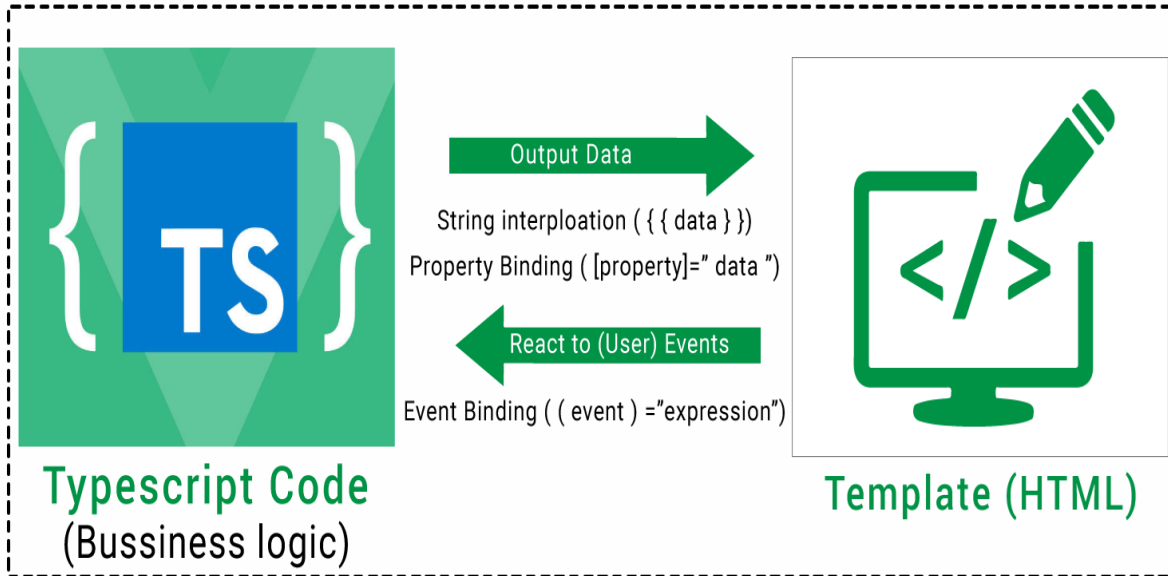 { TS }
Output Data
String interploation ( { { data } })
Property Binding ( [property]=” data ”)
React to (User) Events
Event Binding ( ( event ) =”expression”)
</>
Typescript Code
(Bussiness logic)
Template (HTML)